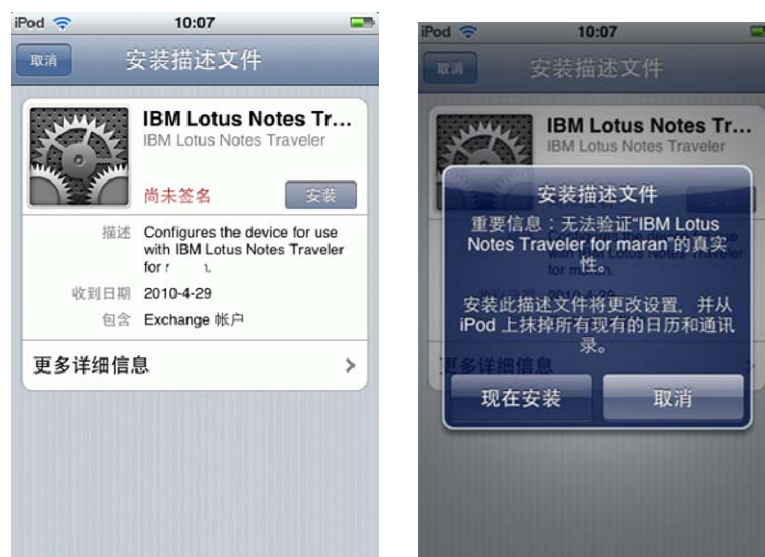 iPod 10:07
取消 安装描述文件
IBM Lotus Notes Tr...
IBM Lotus Notes Traveler
尚未签名 安装
描述 Configures the device for use
with IBM Lotus Notes Traveler
for
收到日期 2010-4-29
包含 Exchange 帐户
更多详细信息
iPod 10:07
取消 安装描述文件
IBM Lotus Notes Tr...
IBM Lotus Notes Traveler
安装描述文件
重要信息：无法验证“IBM Lotus
Notes Traveler for maran”的真实
性。
安装此描述文件将更改设置，并从
iPod 上抹掉所有现有的日历和通讯
录。
更多详细信息
现在安装 取消